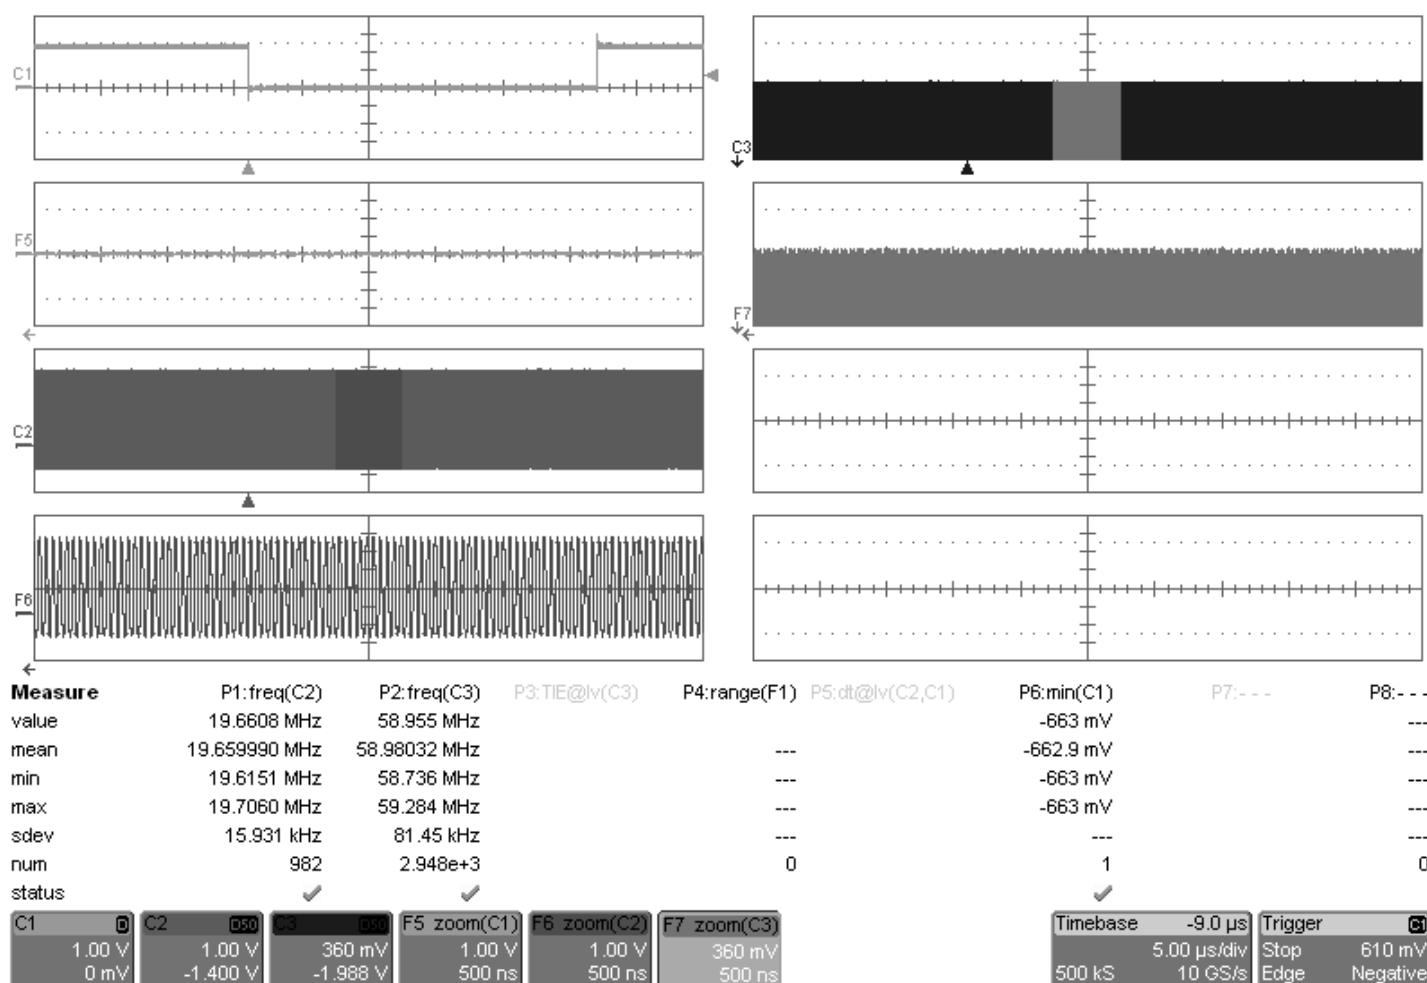 C1
C3
F5
F7
C2
F6
Measure P1:freq(C2) P2:freq(C3) P3:TIE@lv(C3) P4:range(F1) P5:dt@lv(C2,C1) P6:min(C1) P7:- - - P8:- - -
value 19.6608 MHz 58.955 MHz -663 mV ---
mean 19.659990 MHz 58.98032 MHz --- -662.9 mV ---
min 19.6151 MHz 58.736 MHz --- -663 mV ---
max 19.7060 MHz 59.284 MHz --- -663 mV ---
sdev 15.931 kHz 81.45 kHz --- --- ---
num 982 2.948e+3 0 1 0
status
C1 D C2 D50 C3 D50 F5 zoom(C1) F6 zoom(C2) F7 zoom(C3) Timebase -9.0 µs Trigger C1
1.00 V 1.00 V 360 mV 1.00 V 1.00 V 360 mV 5.00 µs/div Stop 610 mV
0 mV -1.400 V -1.988 V 500 ns 500 ns 500 ns 500 kS 10 GS/s Edge Negative